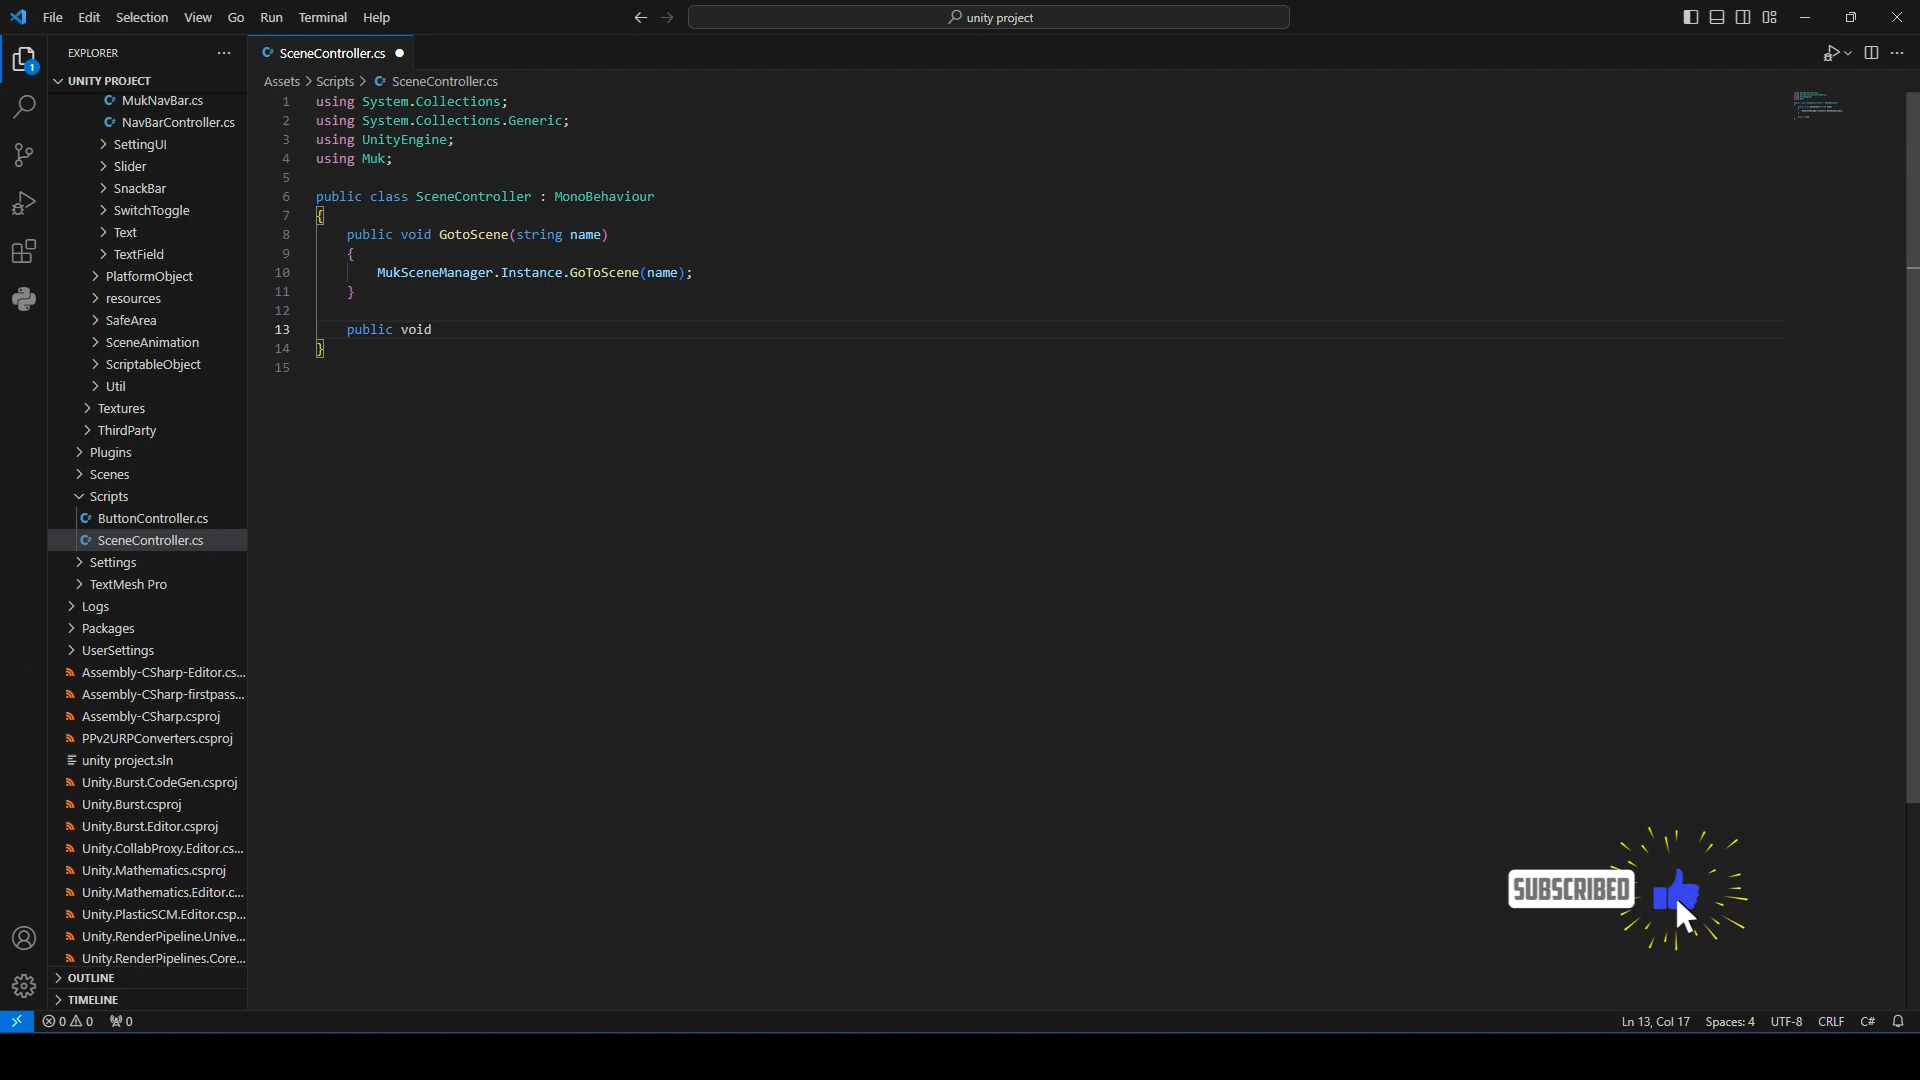 File Edit Selection View Go Run Terminal Help
unity project
EXPLORER
SceneController.cs
UNITY PROJECT
Assets > Scripts > SceneController.cs
MukNavBar.cs
NavBarController.cs
SettingUI
Slider
SnackBar
SwitchToggle
Text
TextField
PlatformObject
resources
SafeArea
SceneAnimation
ScriptableObject
Util
Textures
ThirdParty
Plugins
Scenes
Scripts
ButtonController.cs
SceneController.cs
Settings
TextMesh Pro
Logs
Packages
UserSettings
Assembly-CSharp-Editor.cs...
Assembly-CSharp-firstpass...
Assembly-CSharp.csproj
PPv2URPConverters.csproj
unity project.sln
Unity.Burst.CodeGen.csproj
Unity.Burst.csproj
Unity.Burst.Editor.csproj
Unity.CollabProxy.Editor.cs...
Unity.Mathematics.csproj
Unity.Mathematics.Editor.c...
Unity.PlasticSCM.Editor.csp...
Unity.RenderPipeline.Unive...
Unity.RenderPipelines.Core...
OUTLINE
TIMELINE
1 using System.Collections;
2 using System.Collections.Generic;
3 using UnityEngine;
4 using Muk;
5
6 public class SceneController : MonoBehaviour
7 {
8 public void GotoScene(string name)
9 {
10 MukSceneManager.Instance.GoToScene(name);
11 }
12
13 public void
14 }
15
SUBSCRIBED
1
0 0 0
Ln 13, Col 17 Spaces: 4 UTF-8 CRLF C#